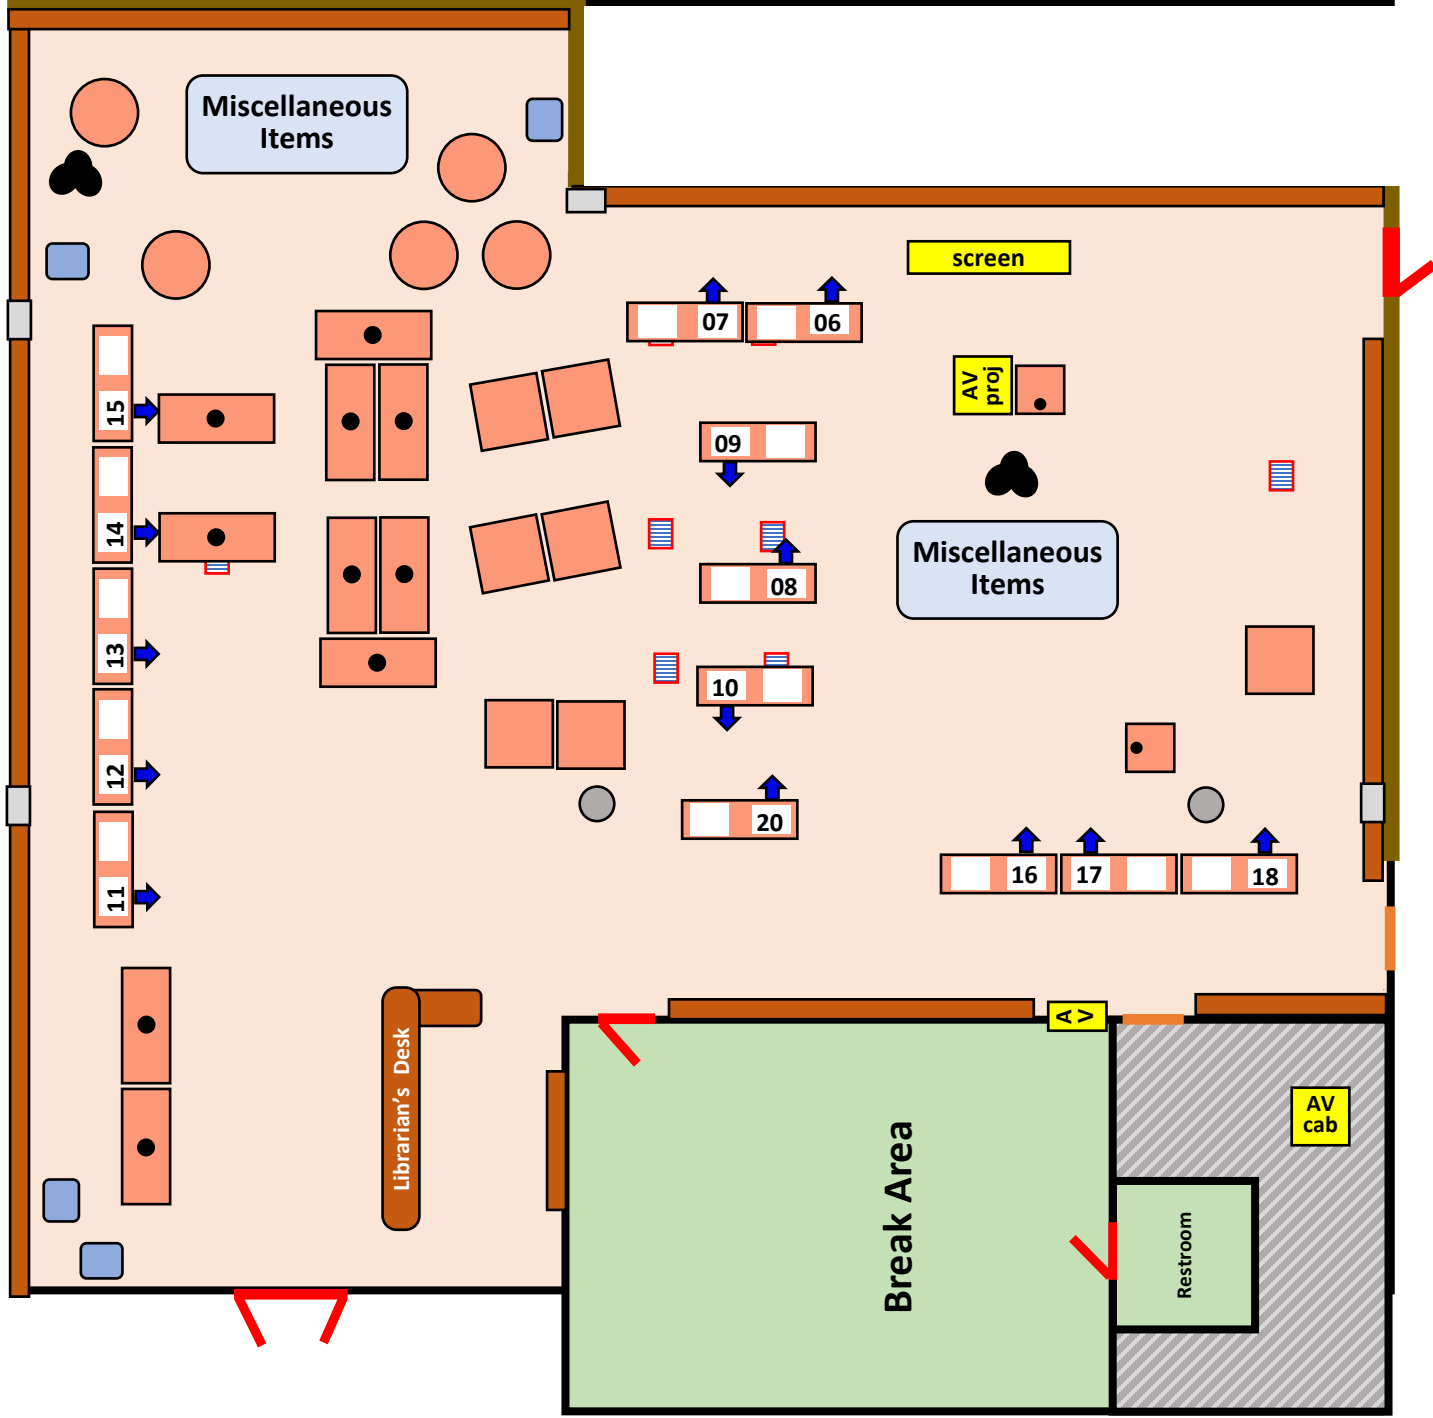 Miscellaneous
Items
screen
07
06
AV
proj
15
09
14
Miscellaneous
Items
08
13
10
12
20
11
16
17
18
A V
Librarian's Desk
Break Area
AV
cab
Restroom